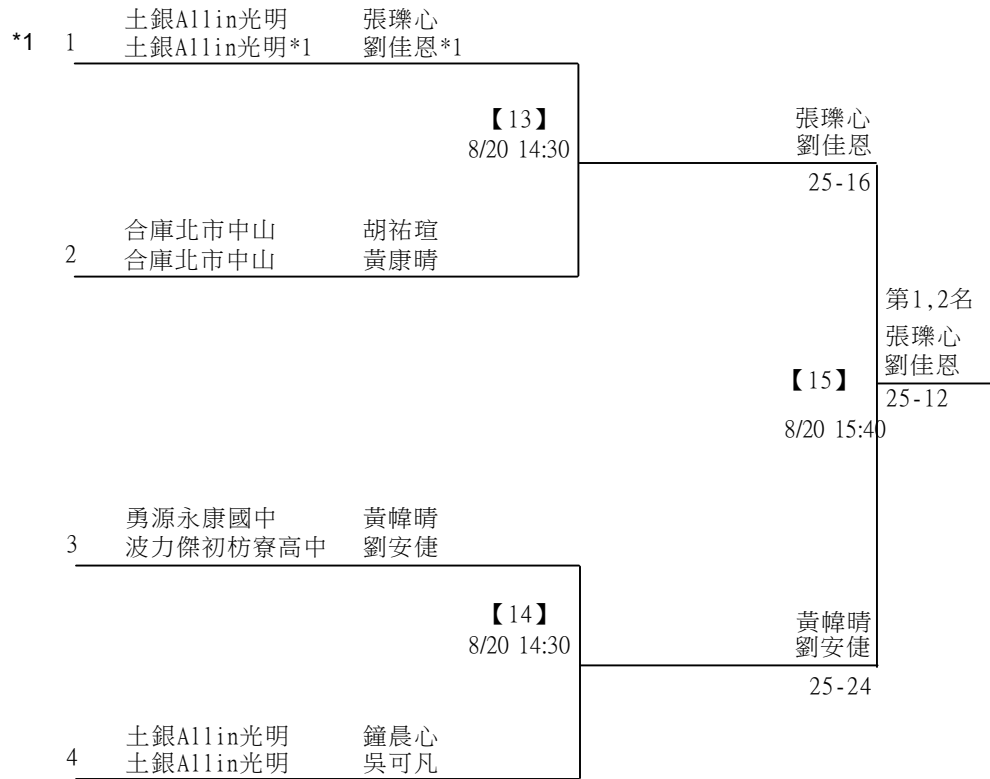 土銀Allin光明 張瓅心
*1 1 土銀Allin光明*1 劉佳恩*1
【13】
8/20 14:30
張瓅心
劉佳恩
25-16
合庫北市中山 胡祐瑄
2 合庫北市中山 黃康晴
第1,2名
張瓅心
劉佳恩
【15】
25-12
8/20 15:40
勇源永康國中 黃幃晴
3 波力傑初枋寮高中 劉安倢
【14】
8/20 14:30
黃幃晴
劉安倢
25-24
土銀Allin光明 鐘晨心
4 土銀Allin光明 吳可凡